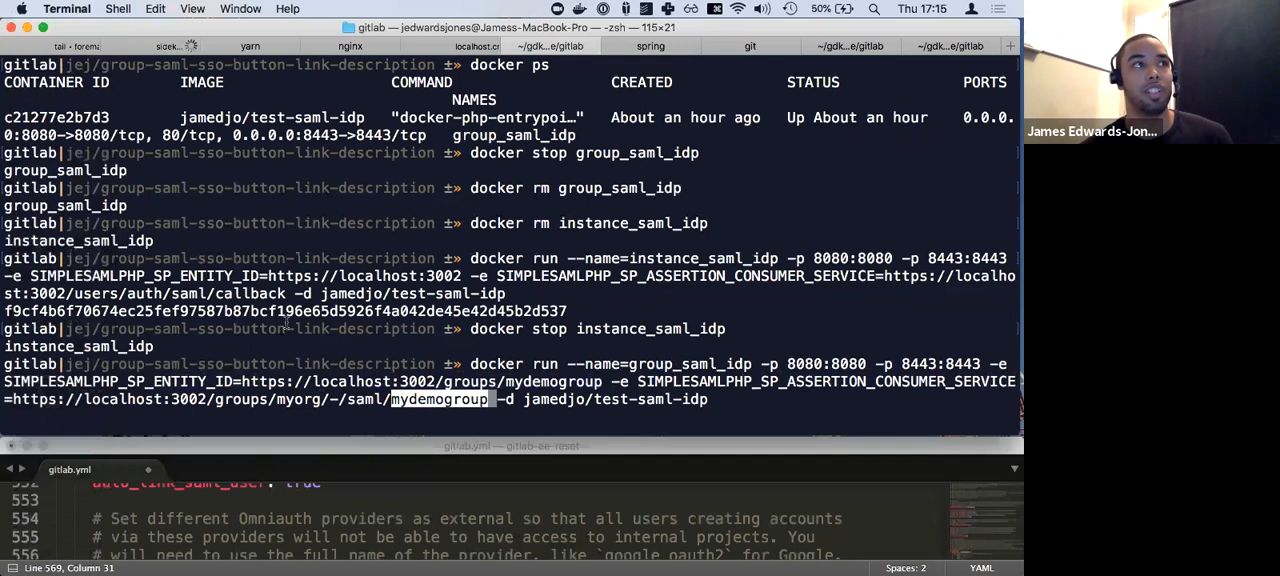 Terminal Shell Edit View Window Help 50% Thu 17:15
gitlab — jedwardsjones@Jamess-MacBook-Pro — -zsh — 115×21
tail ‹ forema sidek... yarn nginx localhost:cr ~/gdk...e/gitlab spring git ~/gdk...e/gitlab ~/gdk...e/gitlab +
gitlab|jej/group-saml-sso-button-link-description ±» docker ps
CONTAINER ID IMAGE COMMAND CREATED STATUS PORTS
NAMES
c21277e2b7d3 jamedjo/test-saml-idp "docker-php-entrypoi…" About an hour ago Up About an hour 0.0.0.
0:8080->8080/tcp, 80/tcp, 0.0.0.0:8443->8443/tcp group_saml_idp
gitlab|jej/group-saml-sso-button-link-description ±» docker stop group_saml_idp
group_saml_idp
gitlab|jej/group-saml-sso-button-link-description ±» docker rm group_saml_idp
group_saml_idp
gitlab|jej/group-saml-sso-button-link-description ±» docker rm instance_saml_idp
instance_saml_idp
gitlab|jej/group-saml-sso-button-link-description ±» docker run --name=instance_saml_idp -p 8080:8080 -p 8443:8443
-e SIMPLESAMLPHP_SP_ENTITY_ID=https://localhost:3002 -e SIMPLESAMLPHP_SP_ASSERTION_CONSUMER_SERVICE=https://localho
st:3002/users/auth/saml/callback -d jamedjo/test-saml-idp
f9cf4b6f70674ec25fef97587b87bcf196e65d5926f4a042de45e42d45b2d537
gitlab|jej/group-saml-sso-button-link-description ±» docker stop instance_saml_idp
instance_saml_idp
gitlab|jej/group-saml-sso-button-link-description ±» docker run --name=group_saml_idp -p 8080:8080 -p 8443:8443 -e
SIMPLESAMLPHP_SP_ENTITY_ID=https://localhost:3002/groups/mydemogroup -e SIMPLESAMLPHP_SP_ASSERTION_CONSUMER_SERVICE
=https://localhost:3002/groups/myorg/-/saml/mydemogroup -d jamedjo/test-saml-idp
gitlab.yml — gitlab-ee-reset
gitlab.yml
552 auto_link_saml_user: true
553
554 # Set different Omniauth providers as external so that all users creating accounts
555 # via these providers will not be able to have access to internal projects. You
556 # will need to use the full name of the provider, like `google_oauth2` for Google.
Line 569, Column 31 Spaces: 2 YAML
James Edwards-Jon...